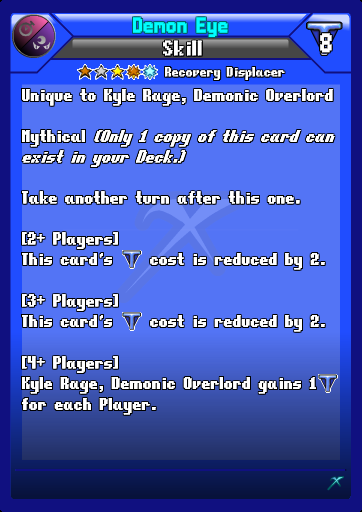 Demon Eye
Skill
8
Recovery Displacer
Unique to Kyle Rage, Demonic Overlord
Mythical (Only 1 copy of this card can
exist in your Deck.)
Take another turn after this one.
[2+ Players]
This card's cost is reduced by 2.
[3+ Players]
This card's cost is reduced by 2.
[4+ Players]
Kyle Rage, Demonic Overlord gains 1
for each Player.